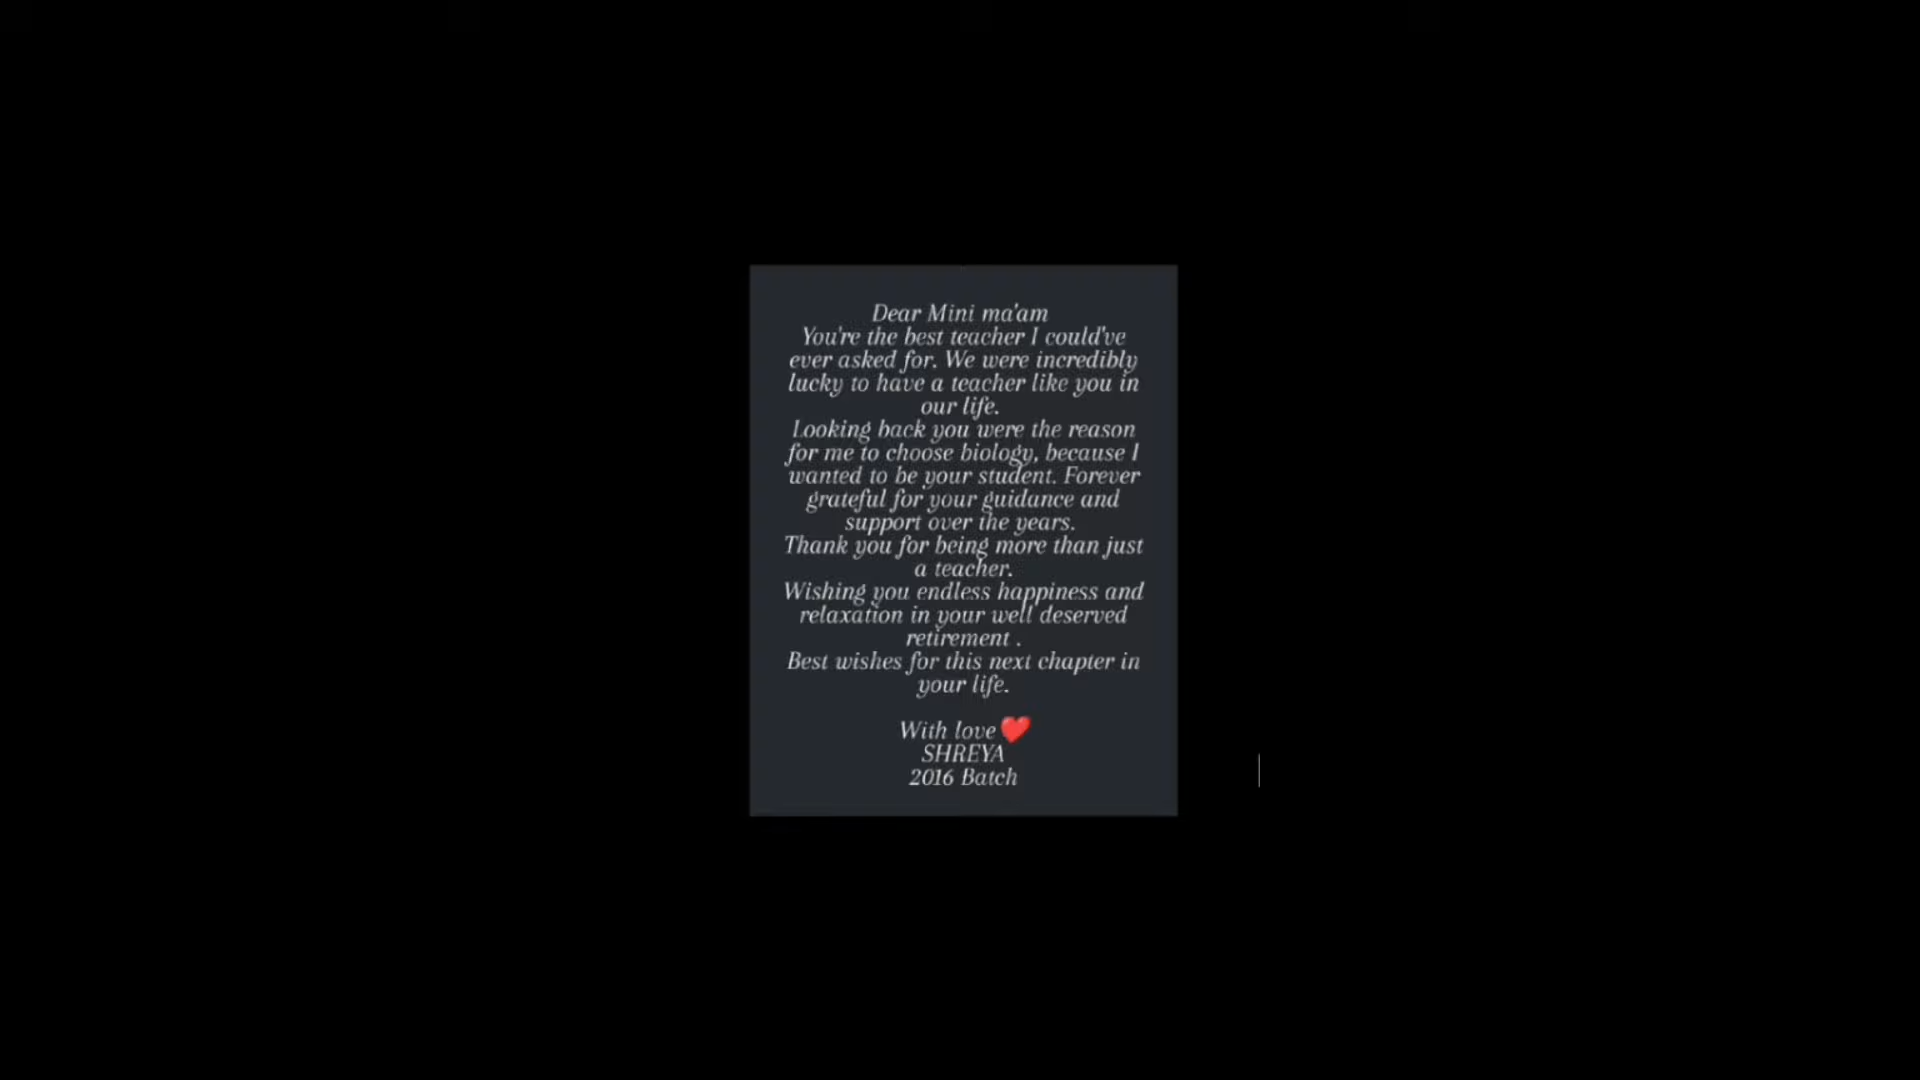 Dear Mini ma'am
You're the best teacher I could've
ever asked for. We were incredibly
lucky to have a teacher like you in
our life.
Looking back you were the reason
for me to choose biology, because I
wanted to be your student. Forever
grateful for your guidance and
support over the years.
Thank you for being more than just
a teacher.
Wishing you endless happiness and
relaxation in your well deserved
retirement .
Best wishes for this next chapter in
your life.
With love ❤️
SHREYA
2016 Batch